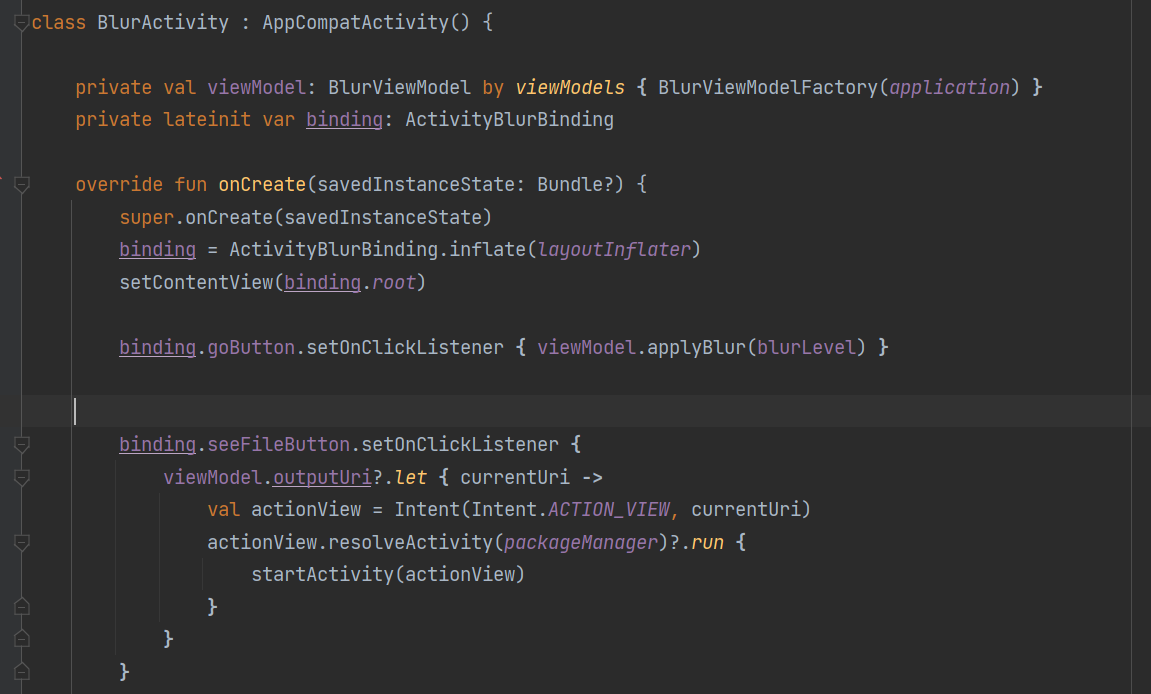 class BlurActivity : AppCompatActivity() {
private val viewModel: BlurViewModel by viewModels { BlurViewModelFactory(application) }
private lateinit var binding: ActivityBlurBinding
override fun onCreate(savedInstanceState: Bundle?) {
super.onCreate(savedInstanceState)
binding = ActivityBlurBinding.inflate(layoutInflater)
setContentView(binding.root)
binding.goButton.setOnClickListener { viewModel.applyBlur(blurLevel) }
binding.seeFileButton.setOnClickListener {
viewModel.outputUri?.let { currentUri ->
val actionView = Intent(Intent.ACTION_VIEW, currentUri)
actionView.resolveActivity(packageManager)?.run {
startActivity(actionView)
}
}
}